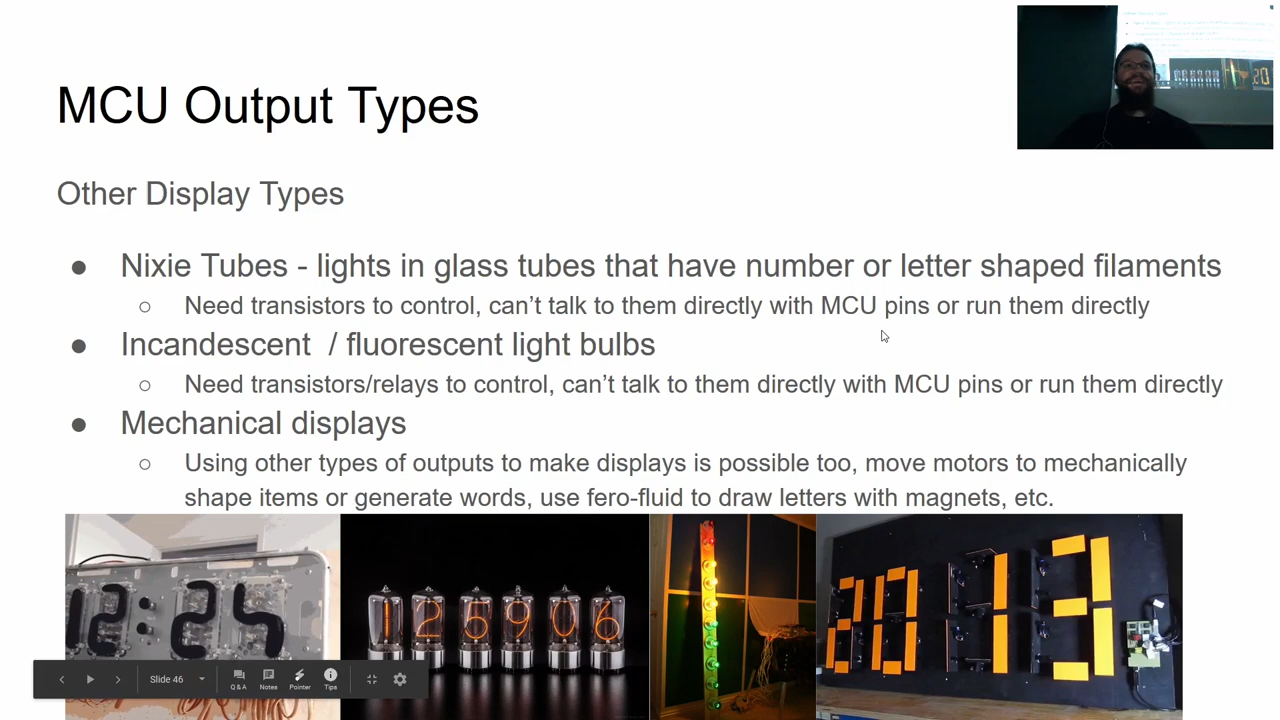 MCU Output Types
Other Display Types
● Nixie Tubes - lights in glass tubes that have number or letter shaped filaments
○ Need transistors to control, can’t talk to them directly with MCU pins or run them directly
● Incandescent / fluorescent light bulbs
○ Need transistors/relays to control, can’t talk to them directly with MCU pins or run them directly
● Mechanical displays
○ Using other types of outputs to make displays is possible too, move motors to mechanically
shape items or generate words, use fero-fluid to draw letters with magnets, etc.
12:25
125906
Slide 46
Q & A
Notes
Pointer
Tips